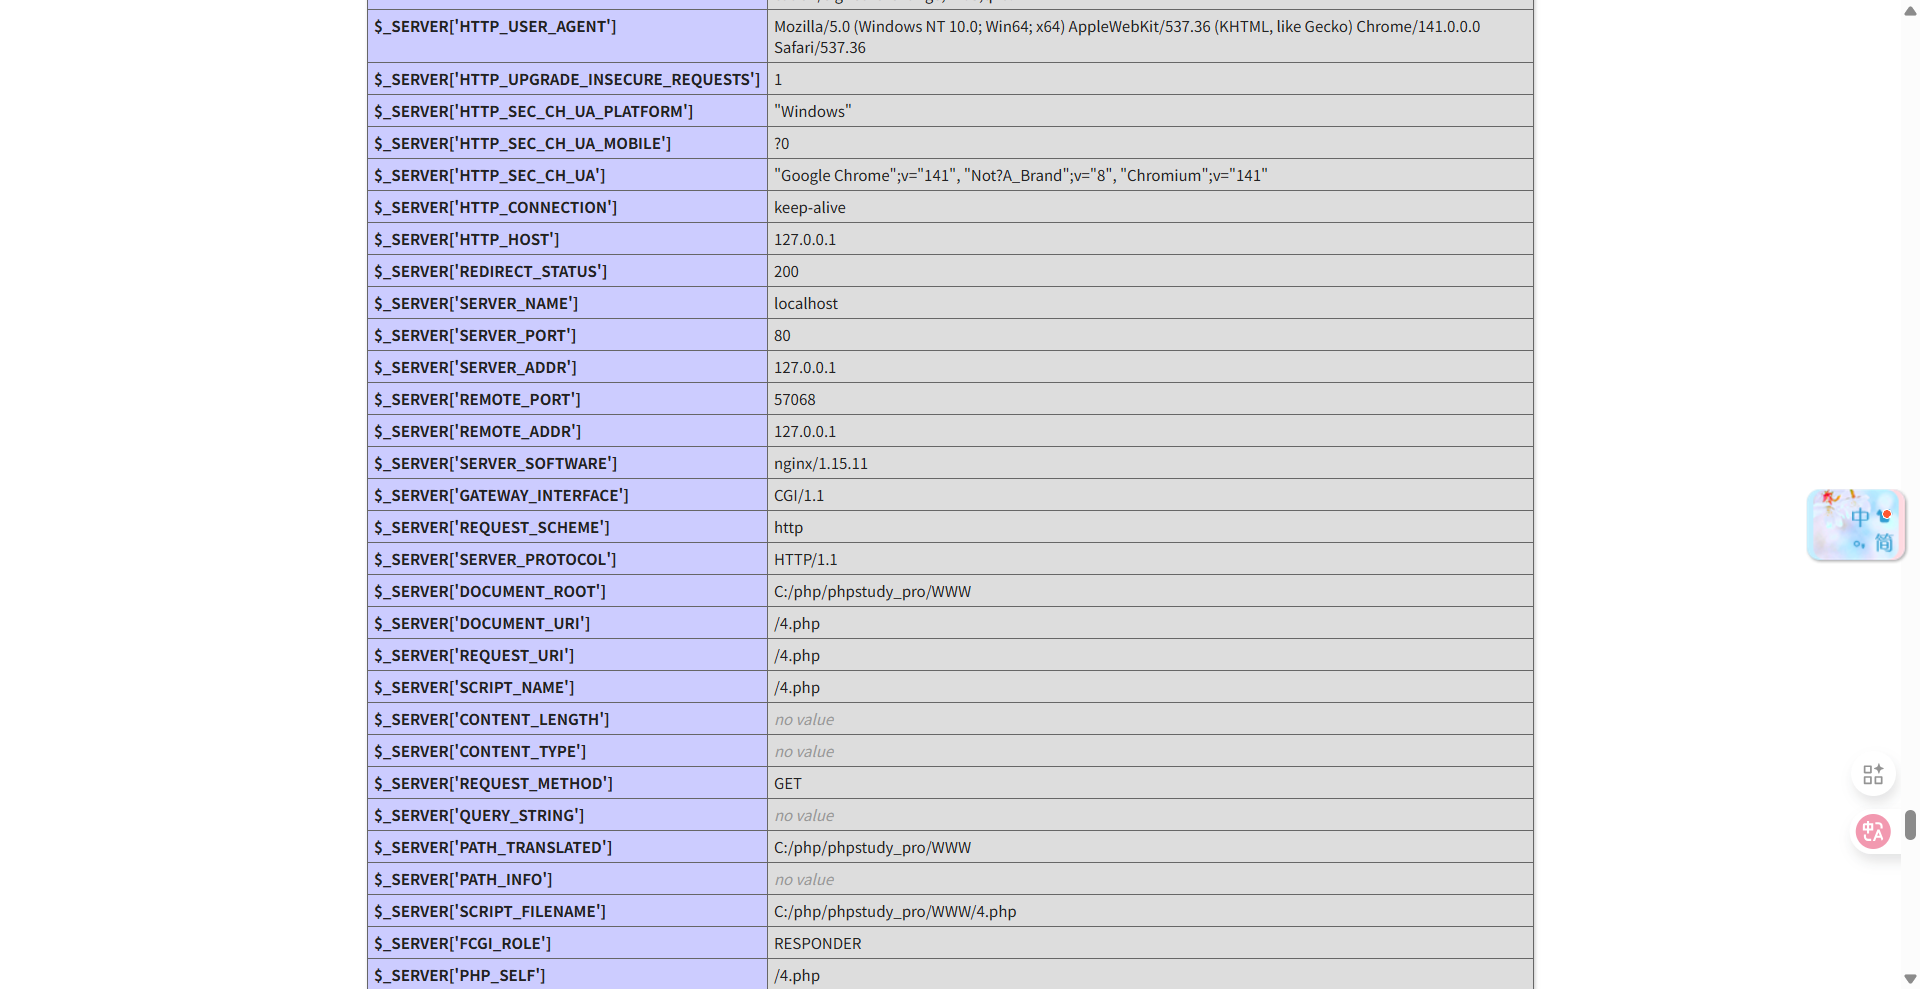 $_SERVER['HTTP_USER_AGENT'] Mozilla/5.0 (Windows NT 10.0; Win64; x64) AppleWebKit/537.36 (KHTML, like Gecko) Chrome/141.0.0.0
Safari/537.36
$_SERVER['HTTP_UPGRADE_INSECURE_REQUESTS'] 1
$_SERVER['HTTP_SEC_CH_UA_PLATFORM'] "Windows"
$_SERVER['HTTP_SEC_CH_UA_MOBILE'] ?0
$_SERVER['HTTP_SEC_CH_UA'] "Google Chrome";v="141", "Not?A_Brand";v="8", "Chromium";v="141"
$_SERVER['HTTP_CONNECTION'] keep-alive
$_SERVER['HTTP_HOST'] 127.0.0.1
$_SERVER['REDIRECT_STATUS'] 200
$_SERVER['SERVER_NAME'] localhost
$_SERVER['SERVER_PORT'] 80
$_SERVER['SERVER_ADDR'] 127.0.0.1
$_SERVER['REMOTE_PORT'] 57068
$_SERVER['REMOTE_ADDR'] 127.0.0.1
$_SERVER['SERVER_SOFTWARE'] nginx/1.15.11
$_SERVER['GATEWAY_INTERFACE'] CGI/1.1
$_SERVER['REQUEST_SCHEME'] http
$_SERVER['SERVER_PROTOCOL'] HTTP/1.1
$_SERVER['DOCUMENT_ROOT'] C:/php/phpstudy_pro/WWW
$_SERVER['DOCUMENT_URI'] /4.php
$_SERVER['REQUEST_URI'] /4.php
$_SERVER['SCRIPT_NAME'] /4.php
$_SERVER['CONTENT_LENGTH'] no value
$_SERVER['CONTENT_TYPE'] no value
$_SERVER['REQUEST_METHOD'] GET
$_SERVER['QUERY_STRING'] no value
$_SERVER['PATH_TRANSLATED'] C:/php/phpstudy_pro/WWW
$_SERVER['PATH_INFO'] no value
$_SERVER['SCRIPT_FILENAME'] C:/php/phpstudy_pro/WWW/4.php
$_SERVER['FCGI_ROLE'] RESPONDER
$_SERVER['PHP_SELF'] /4.php
中
简
中A